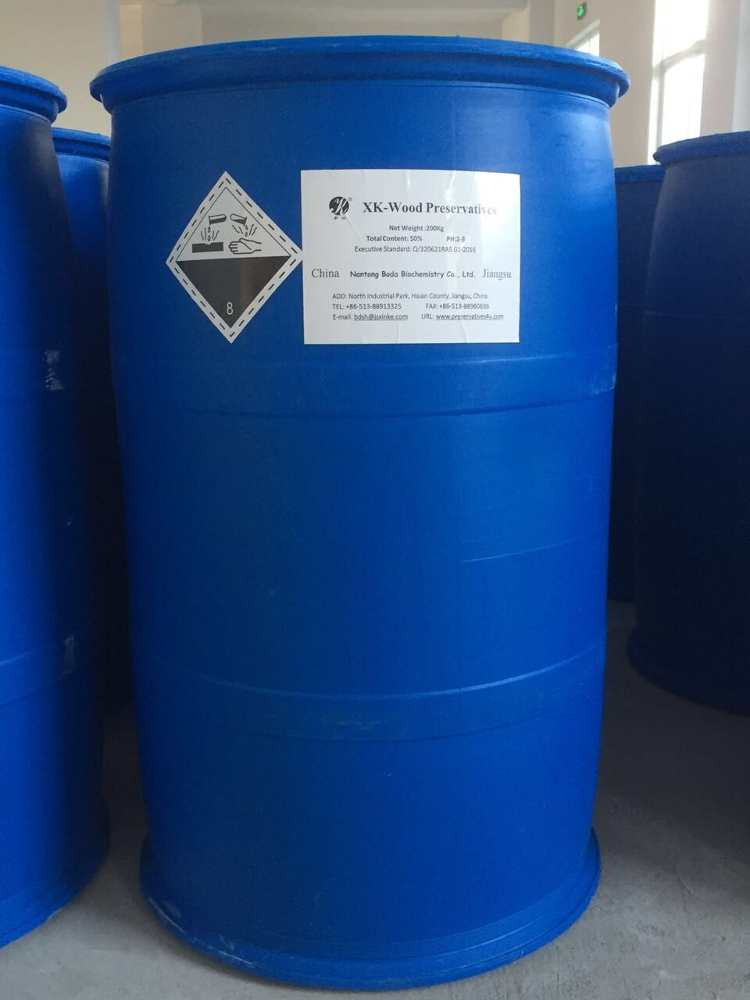 XK-Wood Preservatives
Net Weight :200Kg
Total Content: 50% PH:2-3
Executive Standard: Q/320621RAS 01-2016
China Nantong Boda Biochemistry Co., Ltd. Jiangsu
ADD: North Industrial Park, Haian County, Jiangsu, China
TEL: +86-513-88913325 FAX: +86-513-88960636
E-mail: bdsh@jsxinke.com URL: www.preservatives4u.com
8